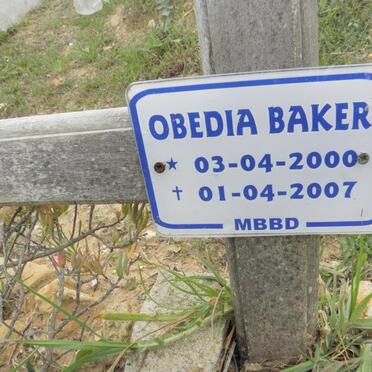 OBEDIA BAKER
★ 03-04-2000
✝ 01-04-2007
MBBD